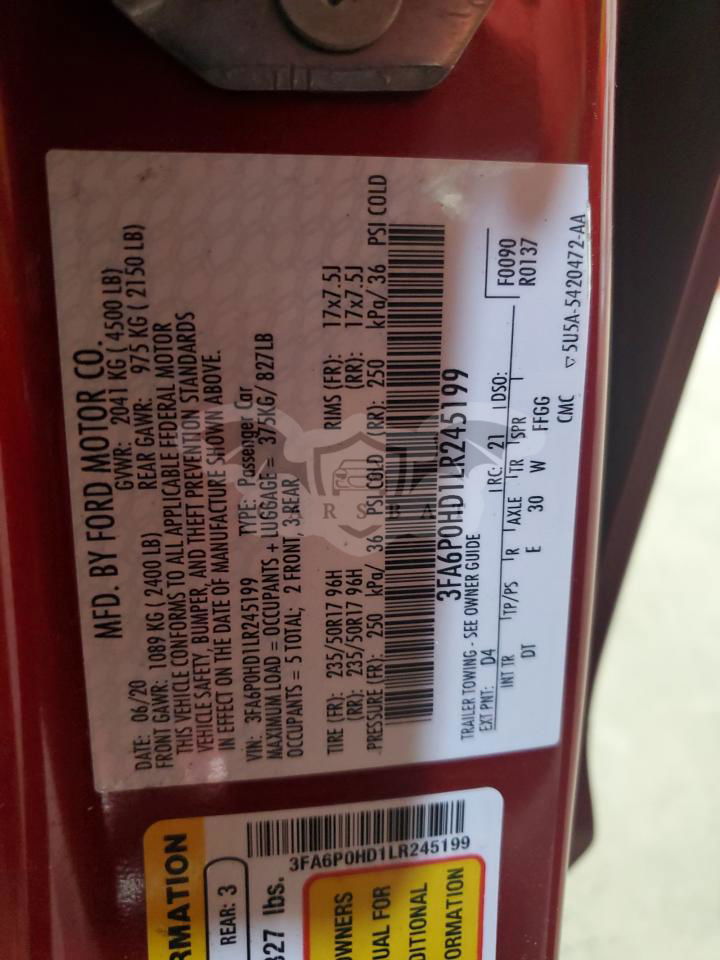 MFD. BY FORD MOTOR CO.
DATE: 06/20 GVWR: 2041 KG ( 4500 LB)
FRONT GAWR: 1089 KG ( 2400 LB) REAR GAWR: 975 KG ( 2150 LB)
THIS VEHICLE CONFORMS TO ALL APPLICABLE FEDERAL MOTOR
VEHICLE SAFETY, BUMPER, AND THEFT PREVENTION STANDARDS
IN EFFECT ON THE DATE OF MANUFACTURE SHOWN ABOVE.
VIN: 3FA6P0HD1LR245199 TYPE: Passenger Car
MAXIMUM LOAD = OCCUPANTS + LUGGAGE = 375KG/ 827LB
OCCUPANTS = 5 TOTAL; 2 FRONT, 3 REAR
TIRE (FR): 235/50R17 96H RIMS (FR): 17x7.5J
(RR): 235/50R17 96H (RR): 17x7.5J
PRESSURE (FR): 250 kPa/ 36 PSI COLD (RR): 250 kPa/ 36 PSI COLD
3FA6P0HD1LR245199
TRAILER TOWING - SEE OWNER GUIDE
EXT PNT: D4 RC: 21 DSO: F0090
R0137
INT TR TP/PS R AXLE TR SPR
DT E 30 W FFGG
CMC ▽ 5U5A-5420472-AA
RMATION
REAR: 3
327 lbs.
3FA6P0HD1LR245199
OWNERS
UAL FOR
DITIONAL
ORMATION